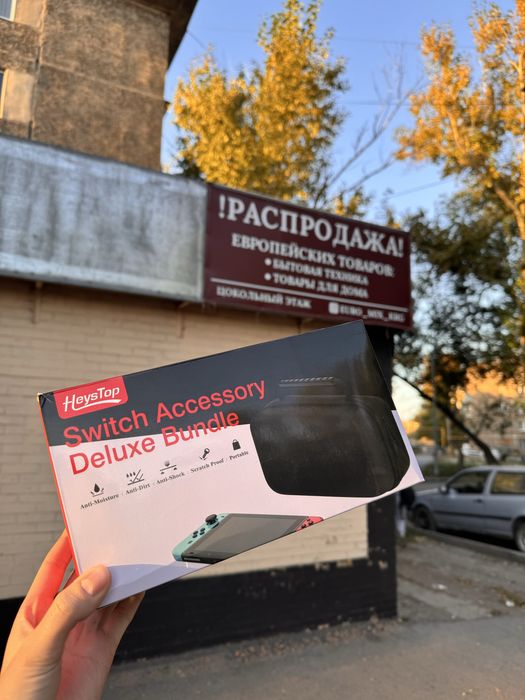 !РАСПРОДАЖА!
ЕВРОПЕЙСКИХ ТОВАРОВ:
• БЫТОВАЯ ТЕХНИКА
• ТОВАРЫ ДЛЯ ДОМА
ЦОКОЛЬНЫЙ ЭТАЖ
HeysTop
Switch Accessory
Deluxe Bundle
Anti-Moisture Anti-Dirt Anti-Shock Scratch Proof Portable